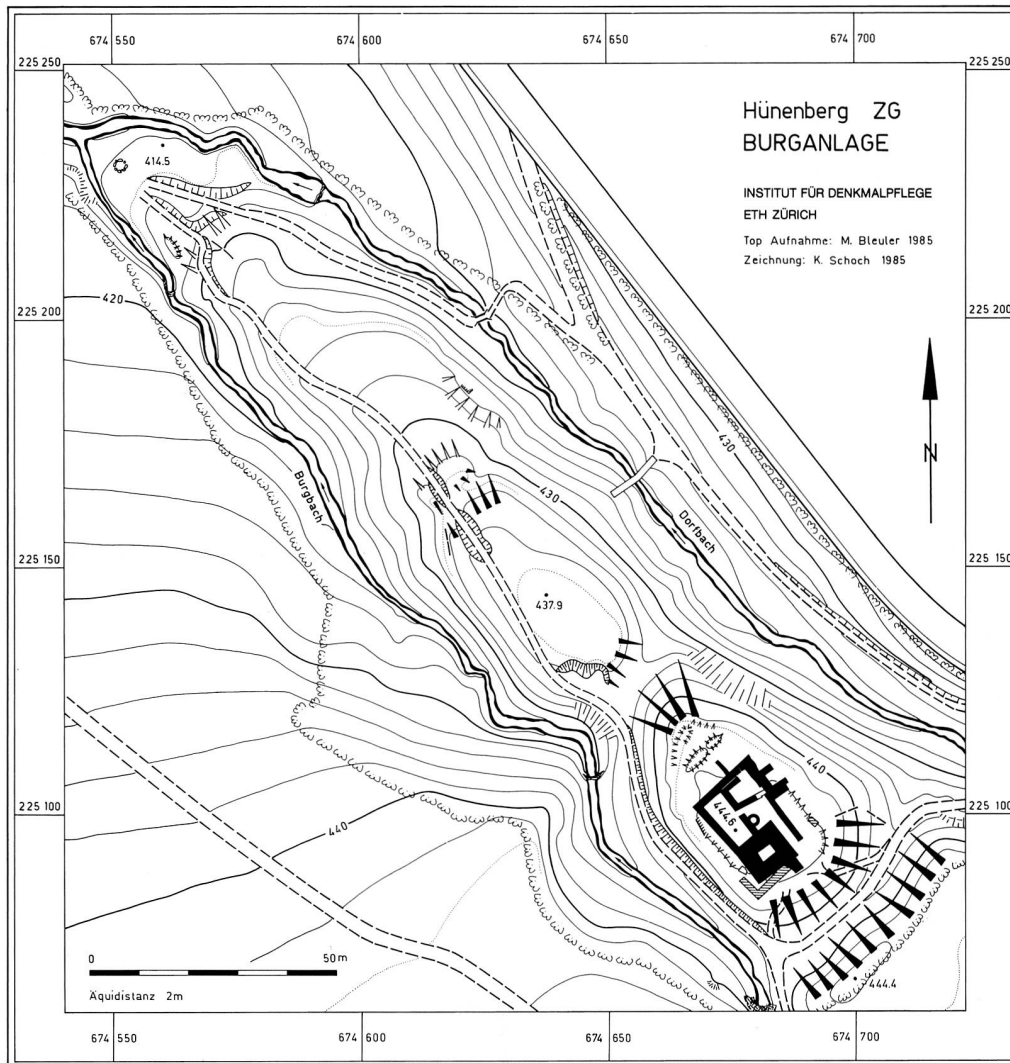 674 550
674 600
674 650
674 700
225 250
225 250
Hünenberg ZG
BURGANLAGE
INSTITUT FÜR DENKMALPFLEGE
ETH ZÜRICH
Top Aufnahme: M. Bleuler 1985
Zeichnung: K. Schoch 1985
414.5
420
225 200
225 200
N
430
430
Burgbach
Dorfbach
225 150
225 150
437.9
440
225 100
444.6
225 100
440
0
50 m
Äquidistanz 2m
444.4
674 550
674 600
674 650
674 700